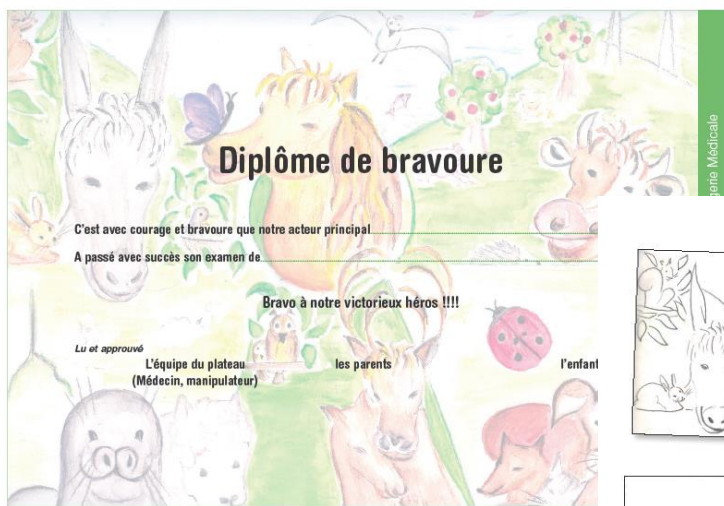 Diplôme de bravoure
C'est avec courage et bravoure que notre acteur principal
A passé avec succès son examen de
Bravo à notre victorieux héros !!!!
Lu et approuvé
L'équipe du plateau les parents l'enfant
(Médecin, manipulateur)
Médicale